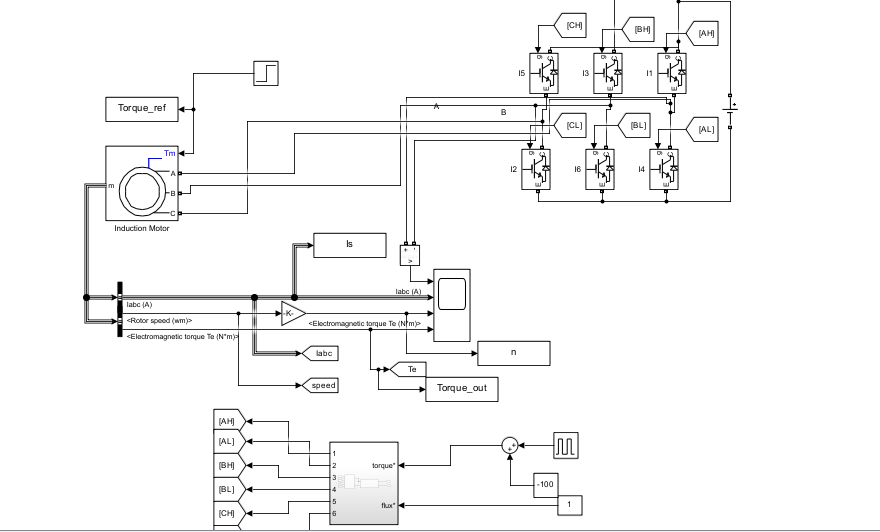 [CH]
[BH]
[AH]
g C
g C
g C
I5
I3
I1
E
E
E
+
Torque_ref
A
B
[CL]
[BL]
[AL]
Tm
m
A
B
C
g C
g C
g C
I2
I6
I4
E
E
E
Induction Motor
Is
+ -
>
Iabc (A)
Iabc (A)
<Rotor speed (wm)>
-K-
<Electromagnetic torque Te (N*m)>
<Electromagnetic torque Te (N*m)>
Iabc
n
Te
speed
Torque_out
[AH]
[AL]
[BH]
[BL]
[CH]
1
2
3
4
5
6
torque*
flux*
+
+
-100
1